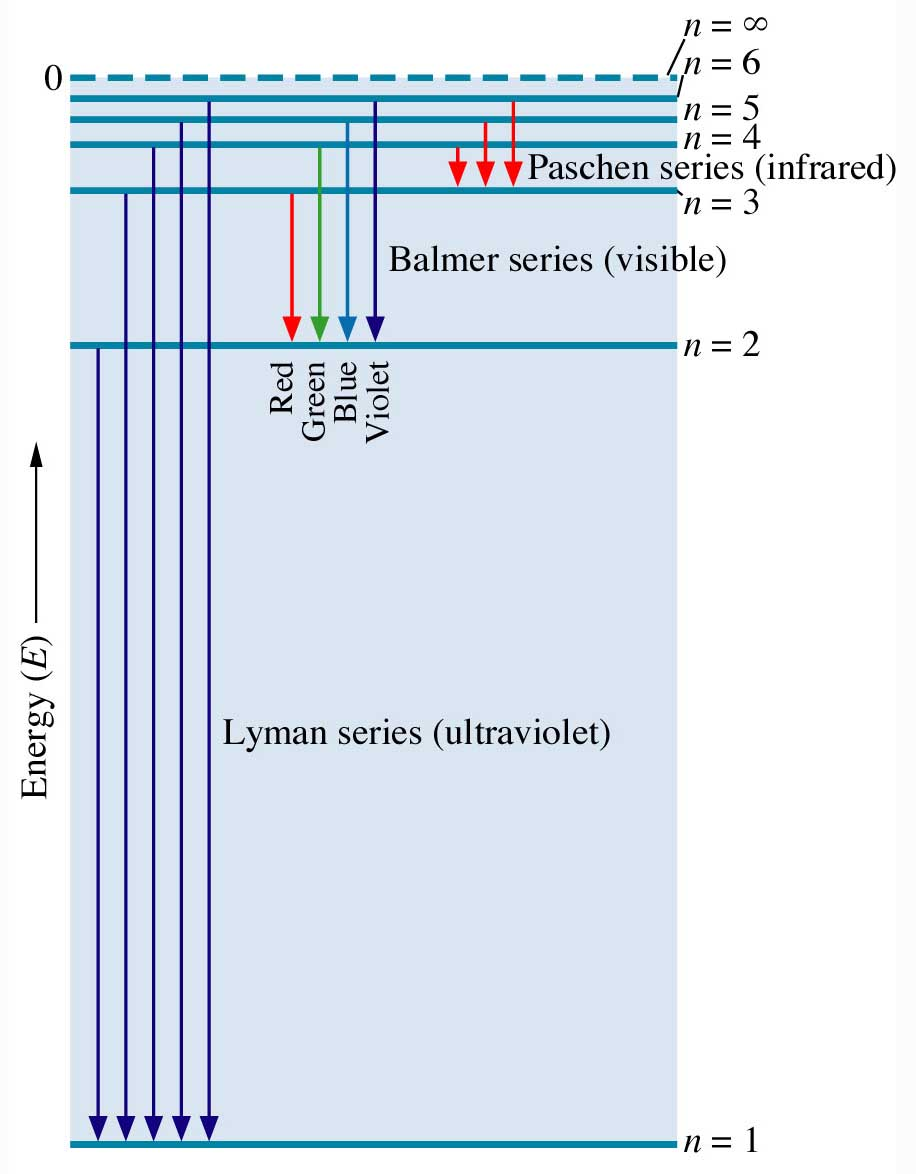 n = ∞
0
n = 6
n = 5
n = 4
Paschen series (infrared)
n = 3
Balmer series (visible)
n = 2
Red
Green
Blue
Violet
Energy (E)
Lyman series (ultraviolet)
n = 1